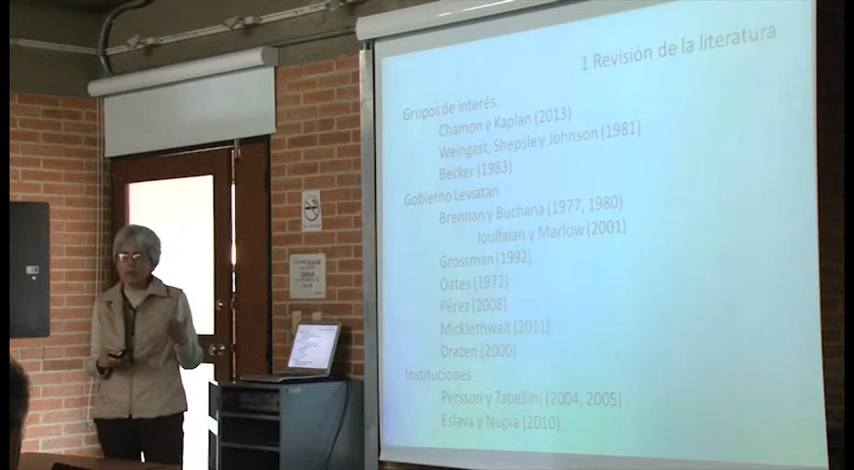 1 Revisión de la literatura
Grupos de interés
Chamon y Kaplan (2013)
Weingast, Shepsle y Johnson (1981)
Becker (1983)
Gobierno Leviatan
Brennan y Buchana (1977, 1980)
Joulfaian y Marlow (2001)
Grossman (1992)
Oates (1972)
Pérez (2008)
Micklethwait (2011)
Drazen (2000)
Instituciones
Persson y Tabellini (2004, 2005)
Eslava y Nupia (2010)